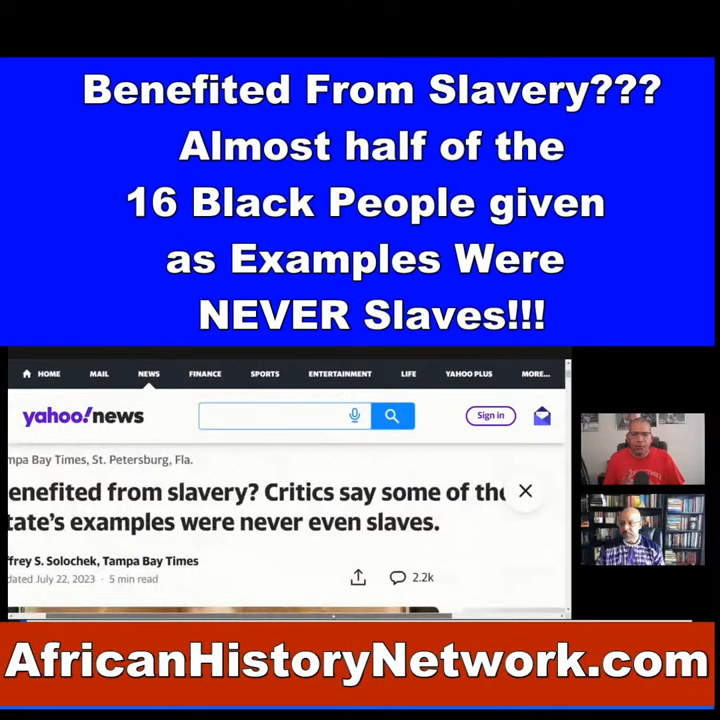 Benefited From Slavery???
Almost half of the
16 Black People given
as Examples Were
NEVER Slaves!!!
HOME MAIL NEWS FINANCE SPORTS ENTERTAINMENT LIFE YAHOO PLUS MORE...
yahoo!news
Sign in
mpa Bay Times, St. Petersburg, Fla.
enefited from slavery? Critics say some of the
tate's examples were never even slaves.
ffrey S. Solochek, Tampa Bay Times
dated July 22, 2023 · 5 min read
2.2k
AfricanHistoryNetwork.com